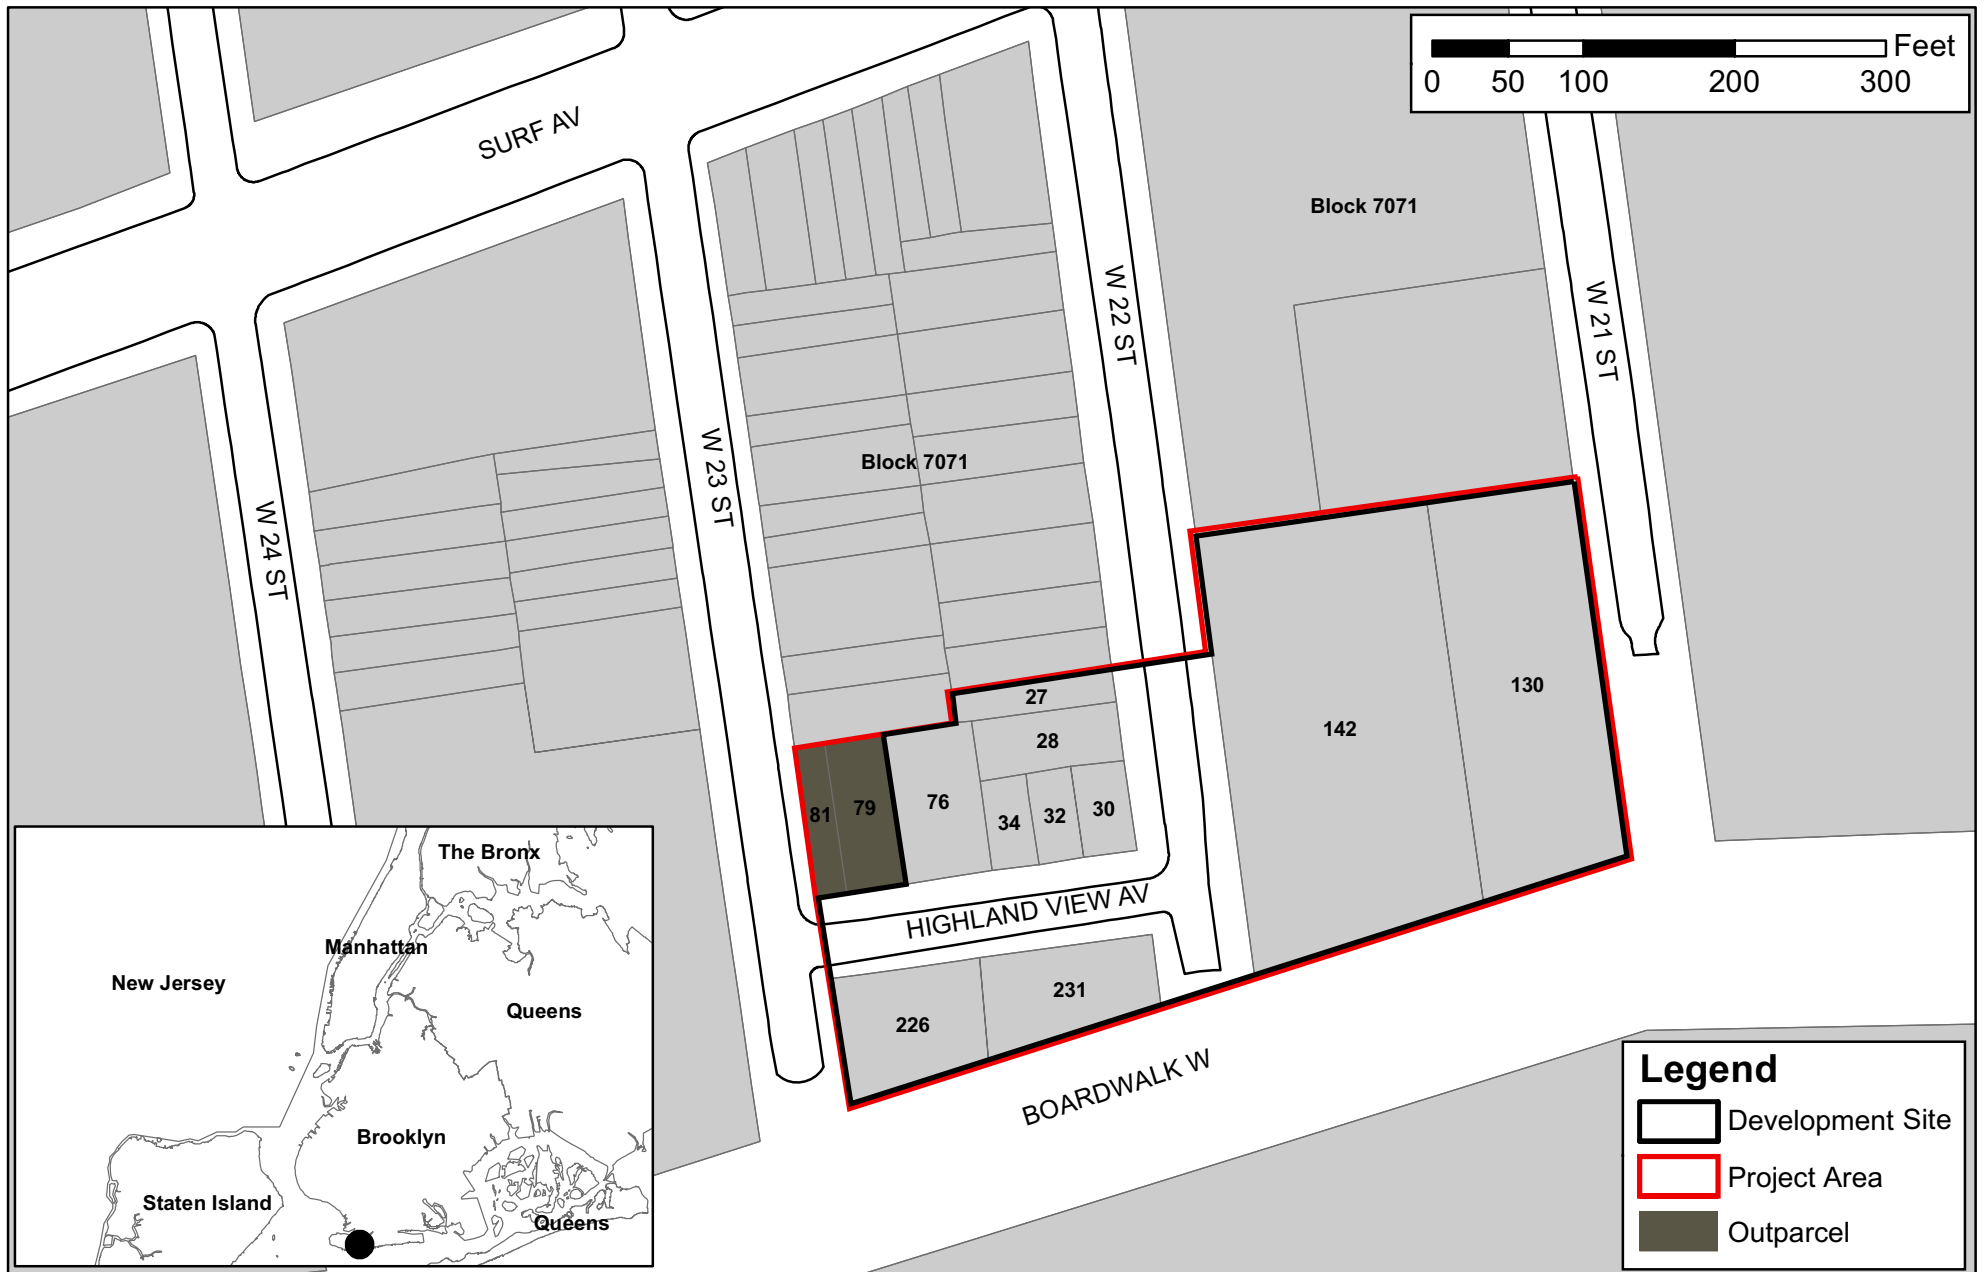 Feet
0 50 100 200 300
SURF AV
Block 7071
W 22 ST
W 21 ST
Block 7071
W 23 ST
W 24 ST
27
130
142
28
81
79
76
34
32
30
HIGHLAND VIEW AV
231
226
BOARDWALK W
The Bronx
Manhattan
New Jersey
Queens
Brooklyn
Staten Island
Queens
Legend
Development Site
Project Area
Outparcel